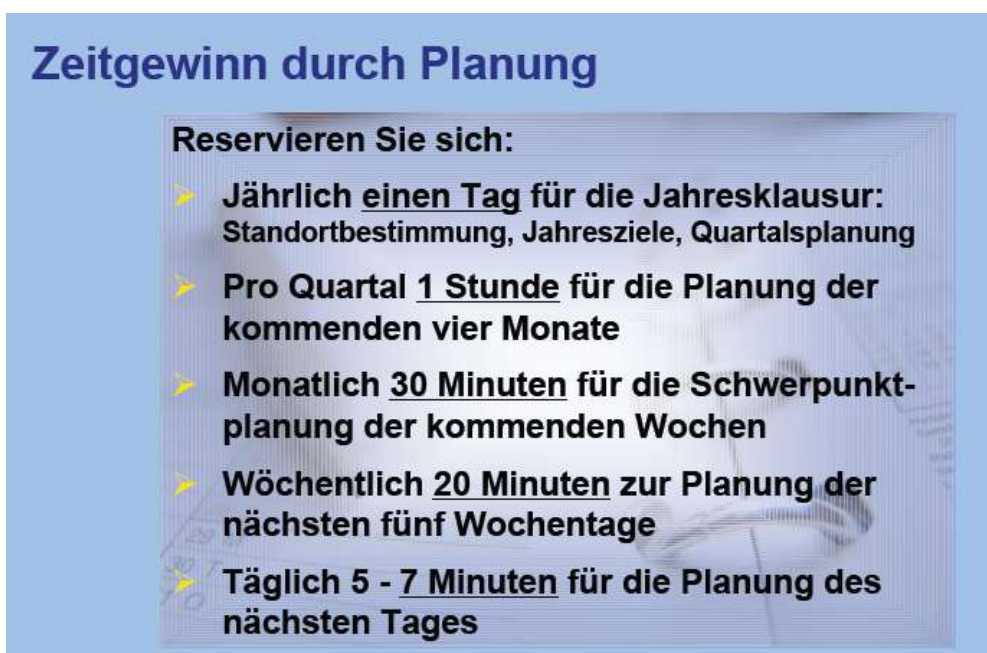 Zeitgewinn durch Planung
Reservieren Sie sich:
Jährlich einen Tag für die Jahresklausur:
Standortbestimmung, Jahresziele, Quartalsplanung
Pro Quartal 1 Stunde für die Planung der
kommenden vier Monate
Monatlich 30 Minuten für die Schwerpunkt-
planung der kommenden Wochen
Wöchentlich 20 Minuten zur Planung der
nächsten fünf Wochentage
Täglich 5 - 7 Minuten für die Planung des
nächsten Tages